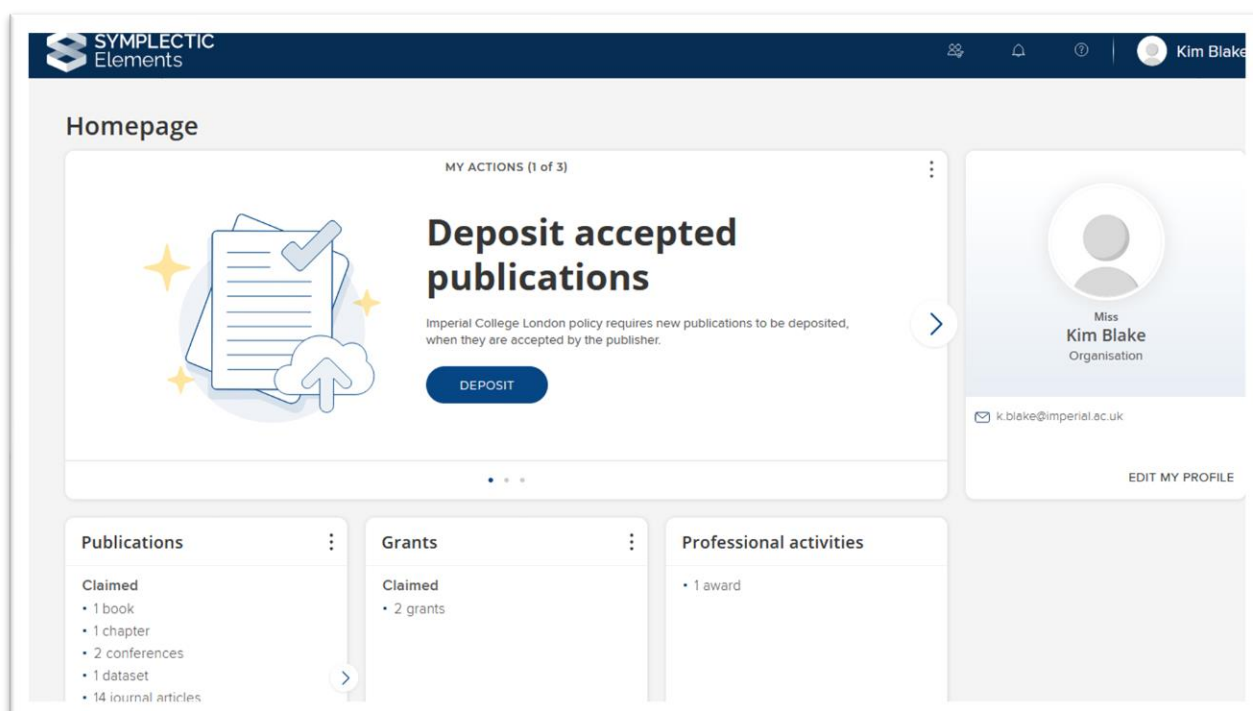 SYMPLECTIC
Elements
Kim Blake
Homepage
MY ACTIONS (1 of 3)
Deposit accepted
publications
Imperial College London policy requires new publications to be deposited,
when they are accepted by the publisher.
DEPOSIT
Miss
Kim Blake
Organisation
k.blake@imperial.ac.uk
EDIT MY PROFILE
Publications
Claimed
• 1 book
• 1 chapter
• 2 conferences
• 1 dataset
• 14 journal articles
Grants
Claimed
• 2 grants
Professional activities
• 1 award